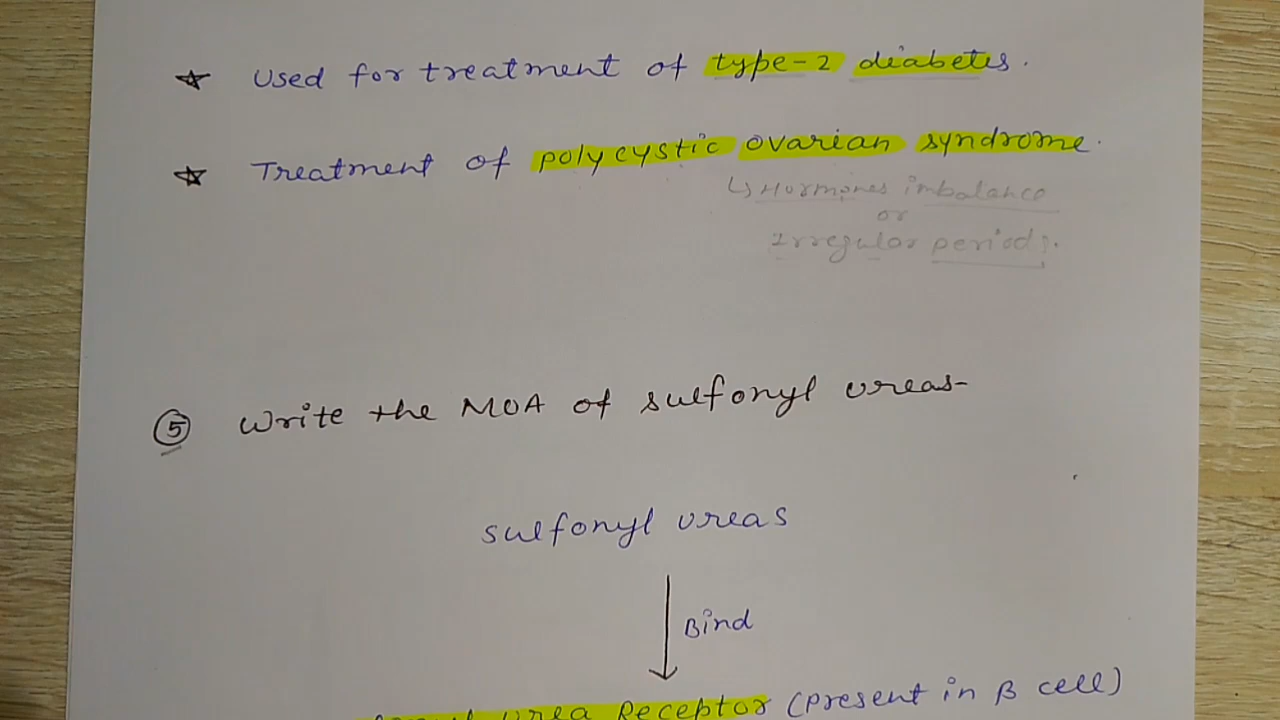 ☆ Used for treatment of type-2 diabetes.
☆ Treatment of polycystic ovarian syndrome.
↳ Hormones imbalance
or
Irregular periods.
⑤ Write the MOA of sulfonyl ureas-
sulfonyl ureas
↓ Bind
urea Receptor (present in β cell)